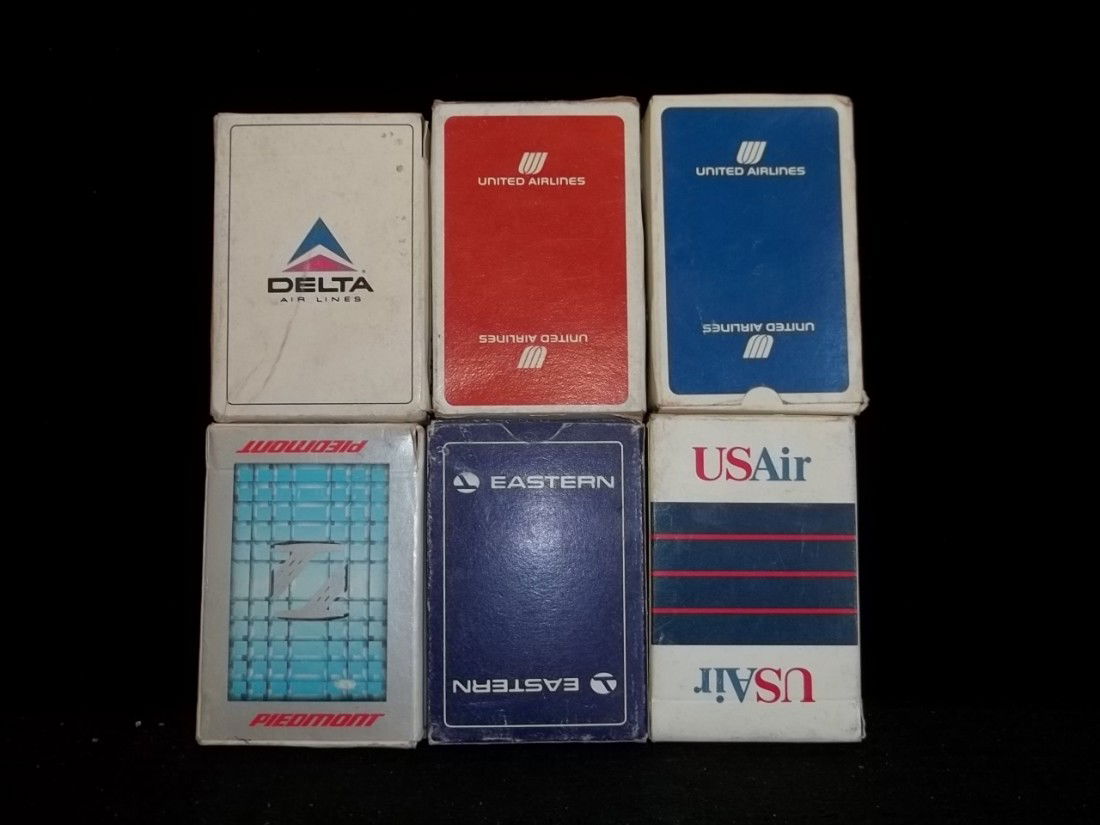 DELTA
AIR LINES
UNITED AIRLINES
UNITED AIRLINES
UNITED AIRLINES
UNITED AIRLINES
PIEDMONT
PIEDMONT
EASTERN
EASTERN
USAir
USAir